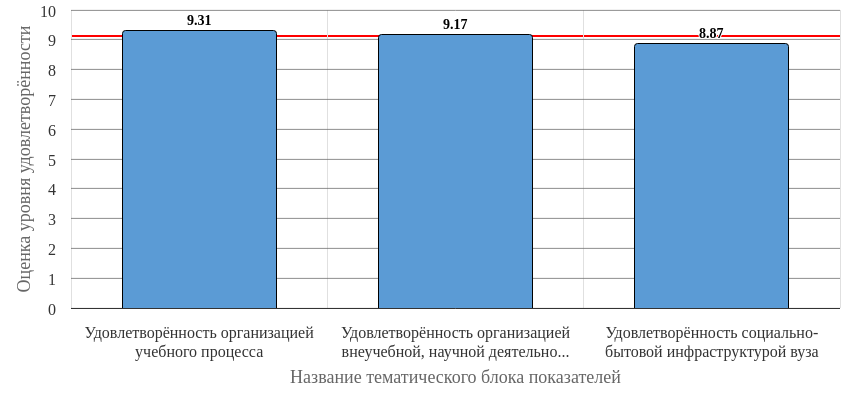 Оценка уровня удовлетворённости
10
9
8
7
6
5
4
3
2
1
0
9.31
9.17
8.87
Удовлетворённость организацией
учебного процесса
Удовлетворённость организацией
внеучебной, научной деятельно...
Удовлетворённость социально-
бытовой инфраструктурой вуза
Название тематического блока показателей